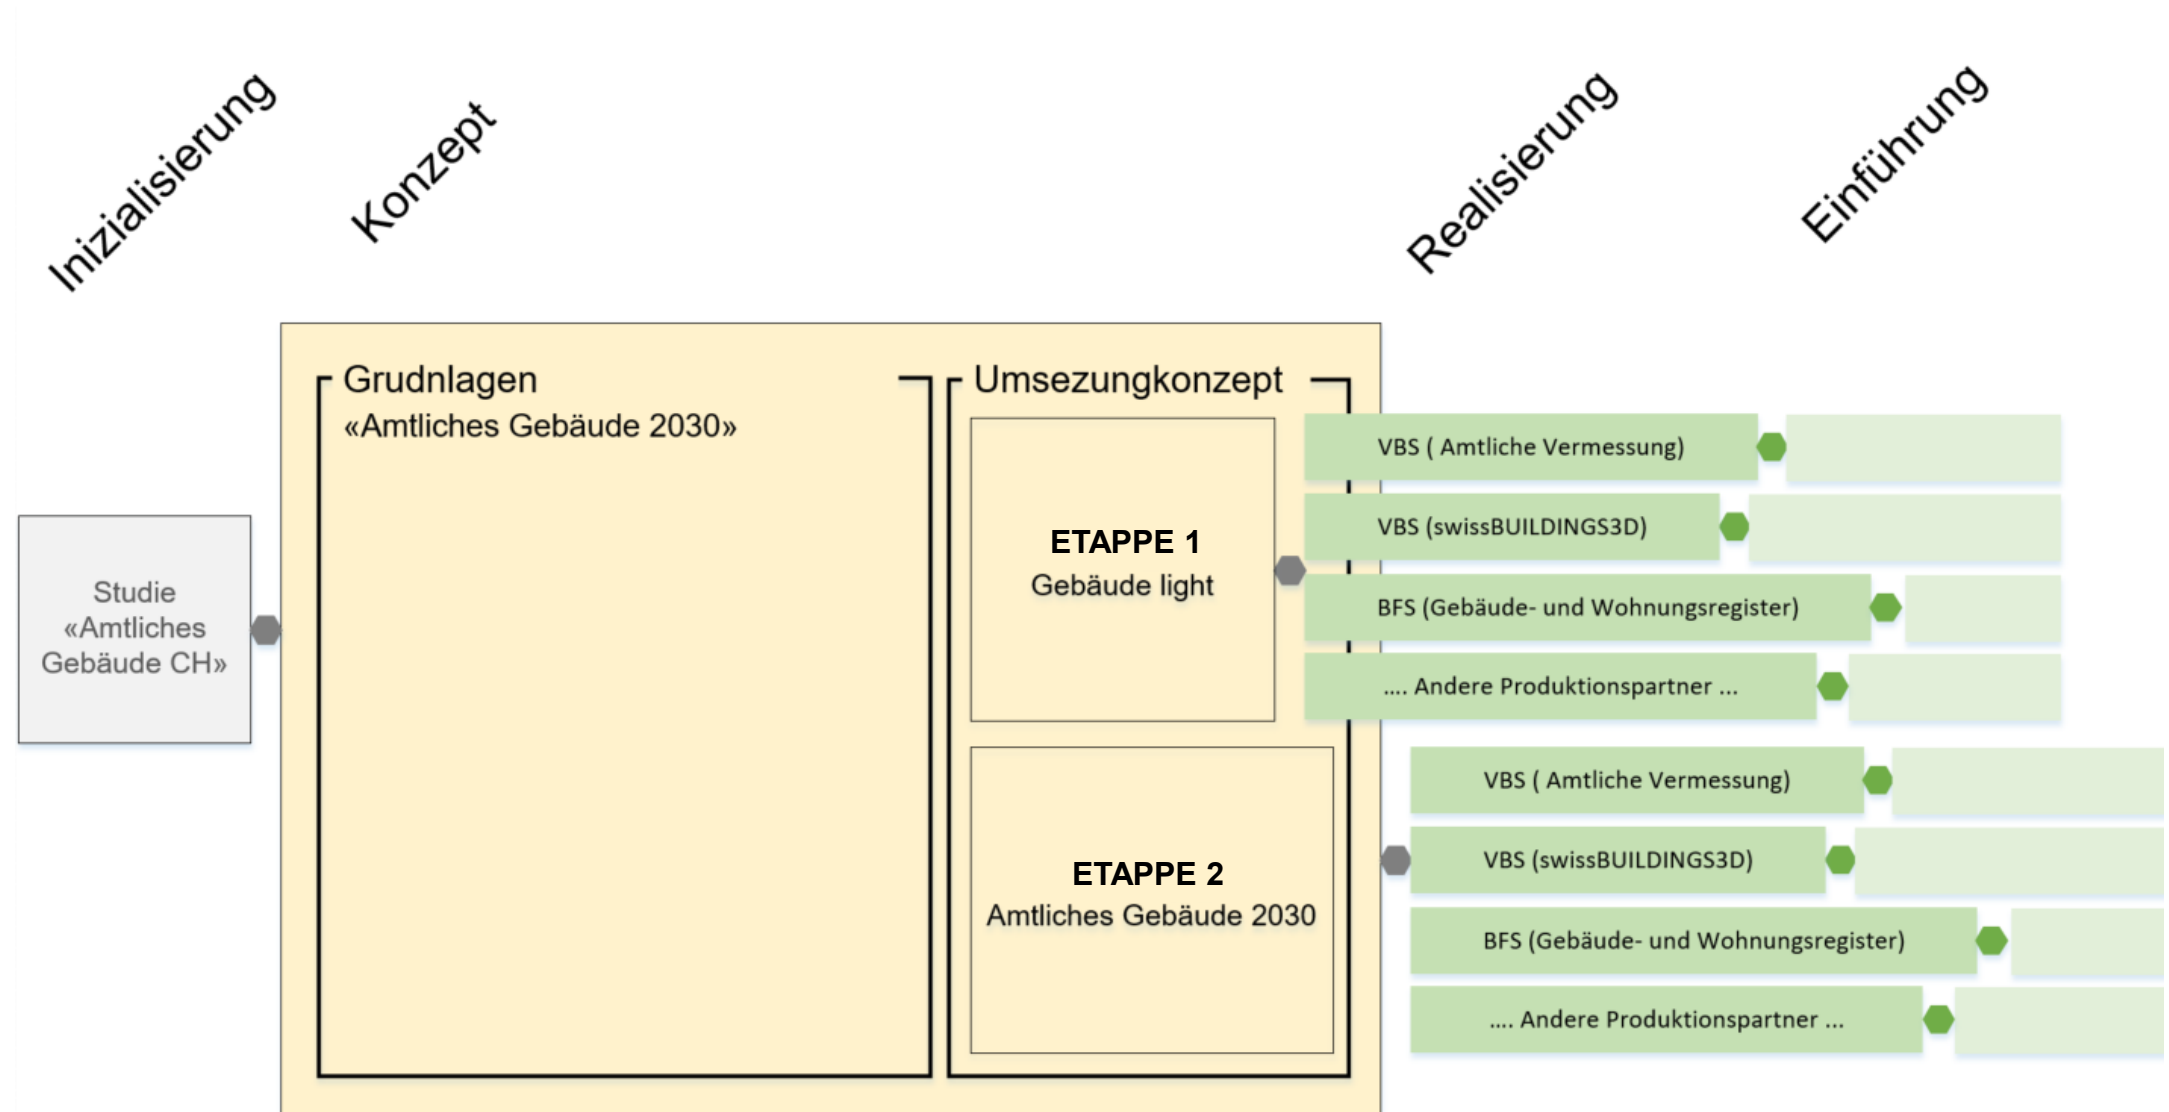 Inizialisierung
Konzept
Realisierung
Einführung
Grudnlagen
«Amtliches Gebäude 2030»
Umsezungkonzept
Studie
«Amtliches
Gebäude CH»
ETAPPE 1
Gebäude light
VBS ( Amtliche Vermessung)
VBS (swissBUILDINGS3D)
BFS (Gebäude- und Wohnungsregister)
.... Andere Produktionspartner ...
ETAPPE 2
Amtliches Gebäude 2030
VBS ( Amtliche Vermessung)
VBS (swissBUILDINGS3D)
BFS (Gebäude- und Wohnungsregister)
.... Andere Produktionspartner ...